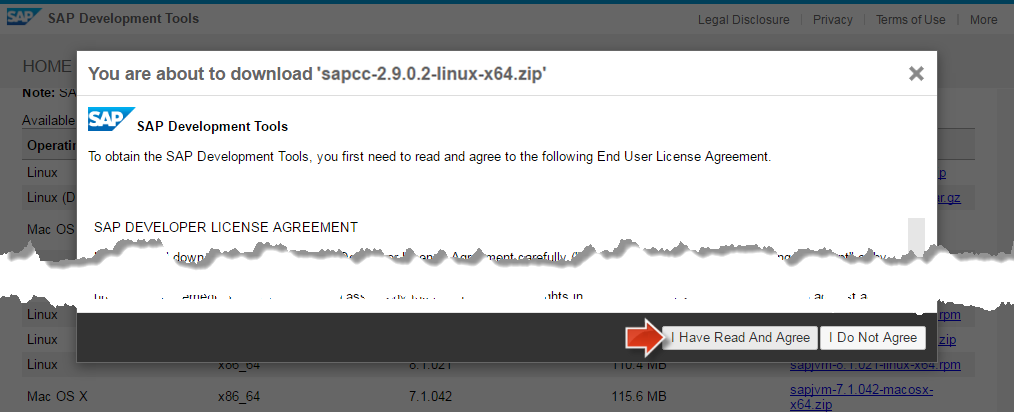 SAP SAP Development Tools Legal Disclosure Privacy Terms of Use More
HOME
You are about to download 'sapcc-2.9.0.2-linux-x64.zip'
Note: SA
Available
SAP SAP Development Tools
Operatin
To obtain the SAP Development Tools, you first need to read and agree to the following End User License Agreement.
Linux
Linux (D ir.gz
SAP DEVELOPER LICENSE AGREEMENT
Mac OS
Agreement carefully
Linux .rpm
I Have Read And Agree I Do Not Agree
Linux .zip
Linux x86_64 8.1.021 110.4 MB sapjvm-8.1.021-linux-x64.rpm
Mac OS X x86_64 7.1.042 115.6 MB sapjvm-7.1.042-macosx-
x64.zip